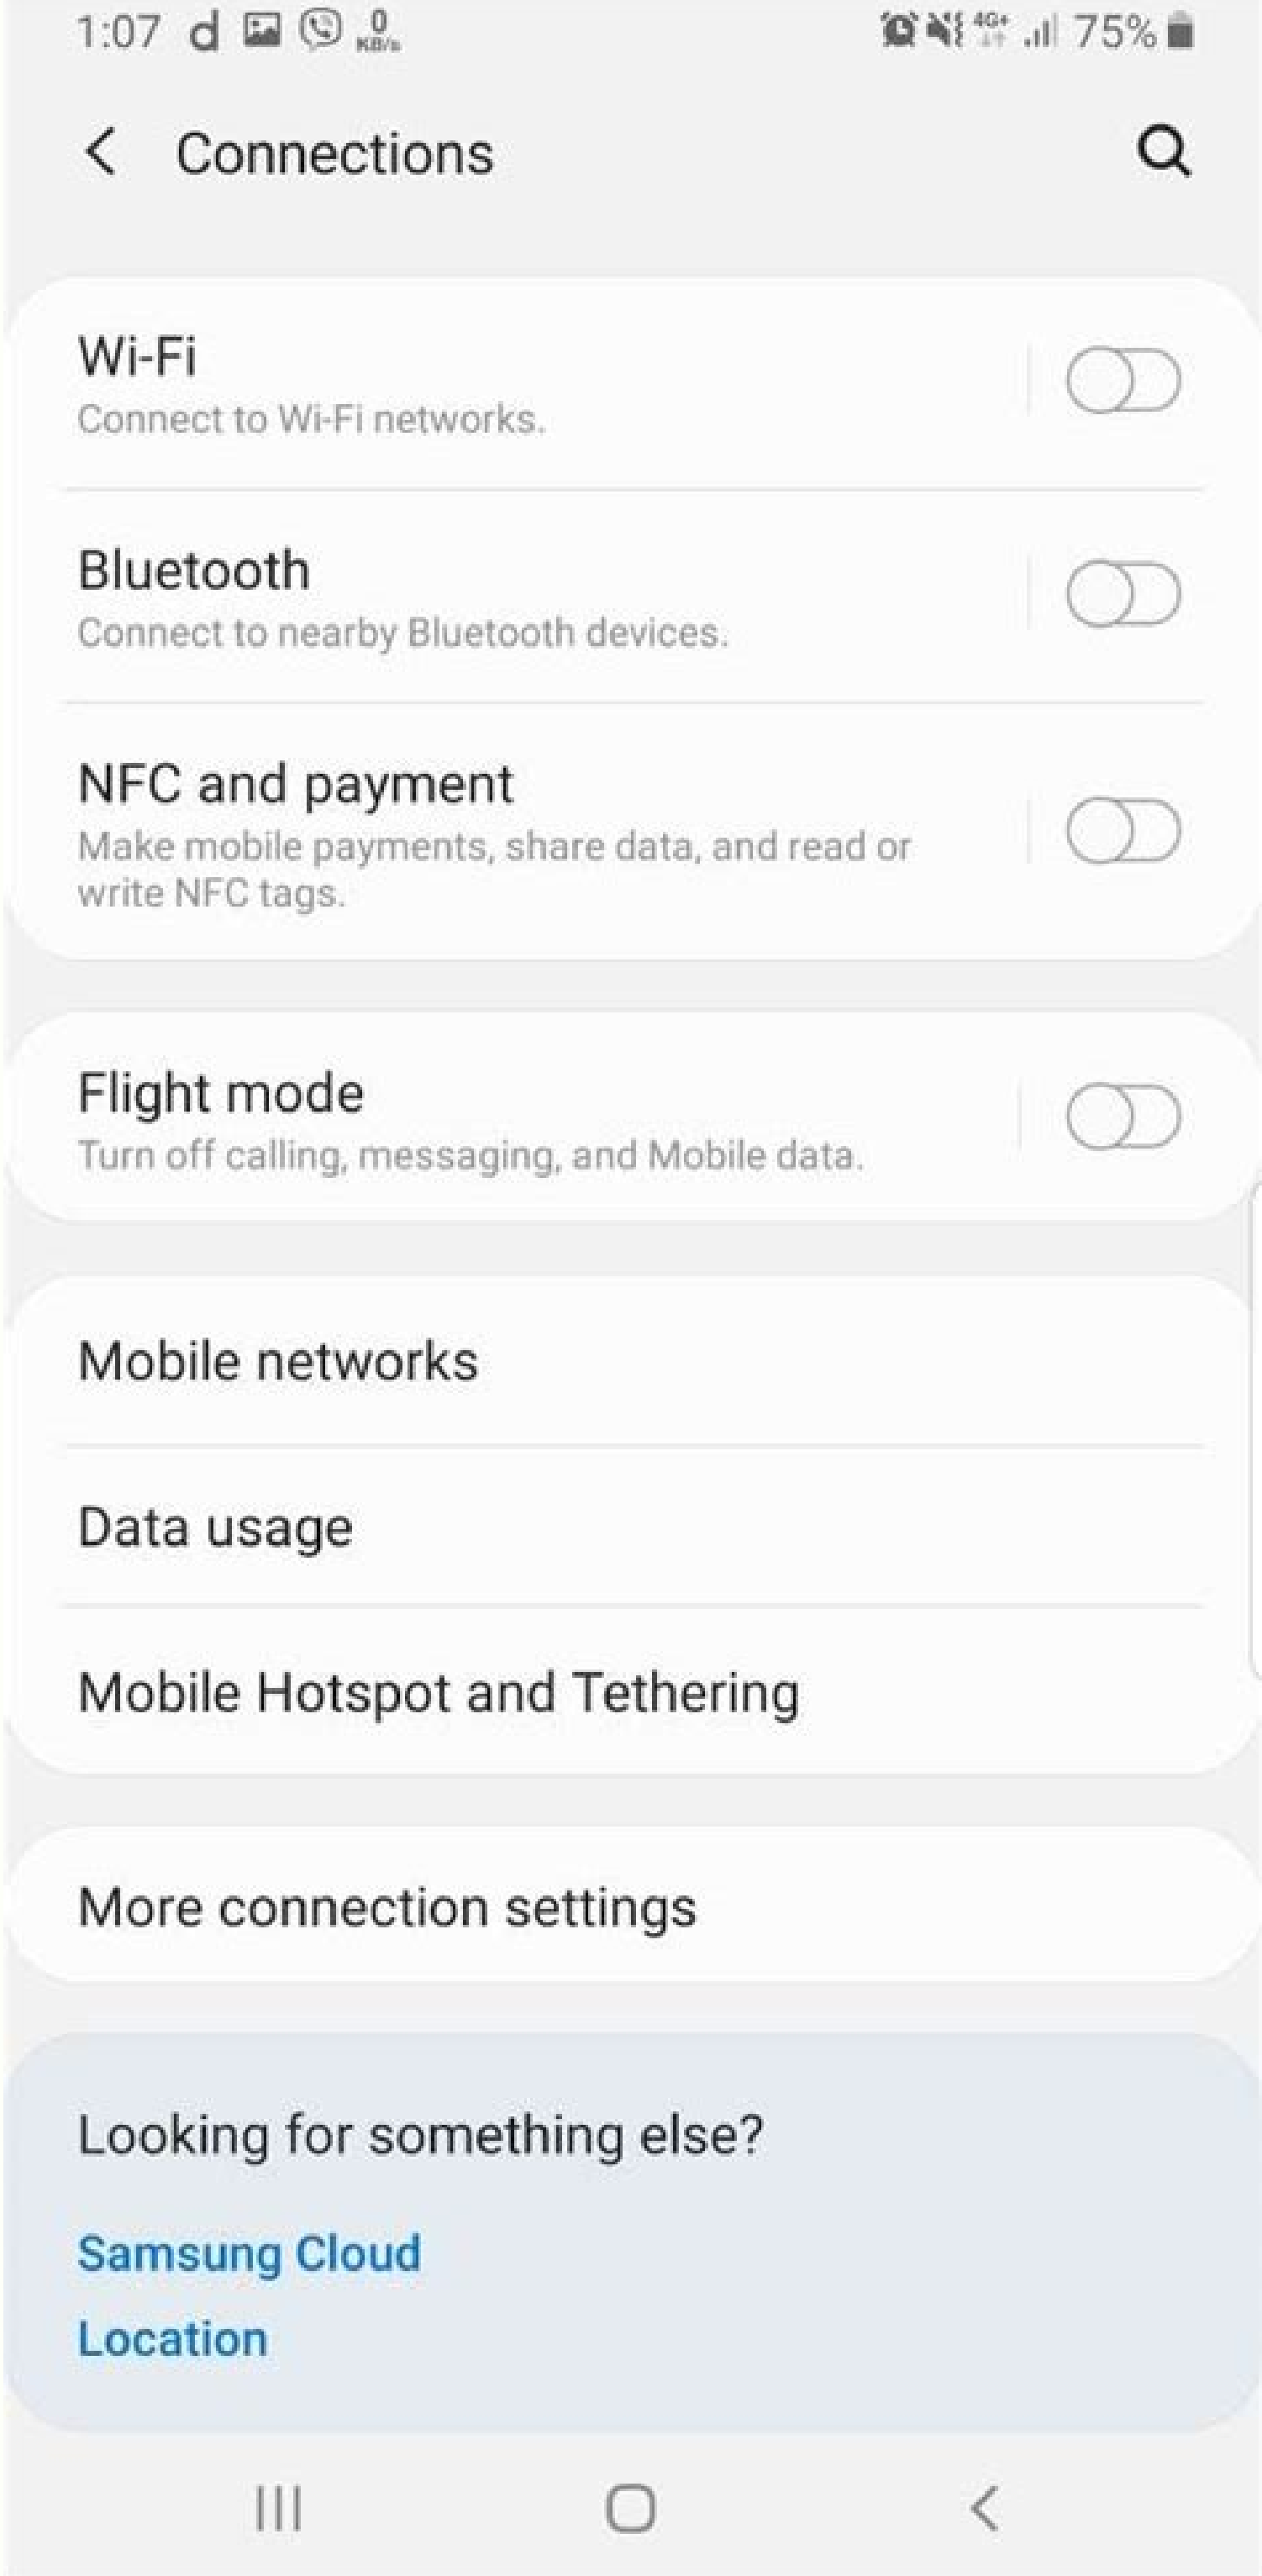 1:07 d 0 KB/s 4G+ 75%
Connections
Wi-Fi
Connect to Wi-Fi networks.
Bluetooth
Connect to nearby Bluetooth devices.
NFC and payment
Make mobile payments, share data, and read or
write NFC tags.
Flight mode
Turn off calling, messaging, and Mobile data.
Mobile networks
Data usage
Mobile Hotspot and Tethering
More connection settings
Looking for something else?
Samsung Cloud
Location